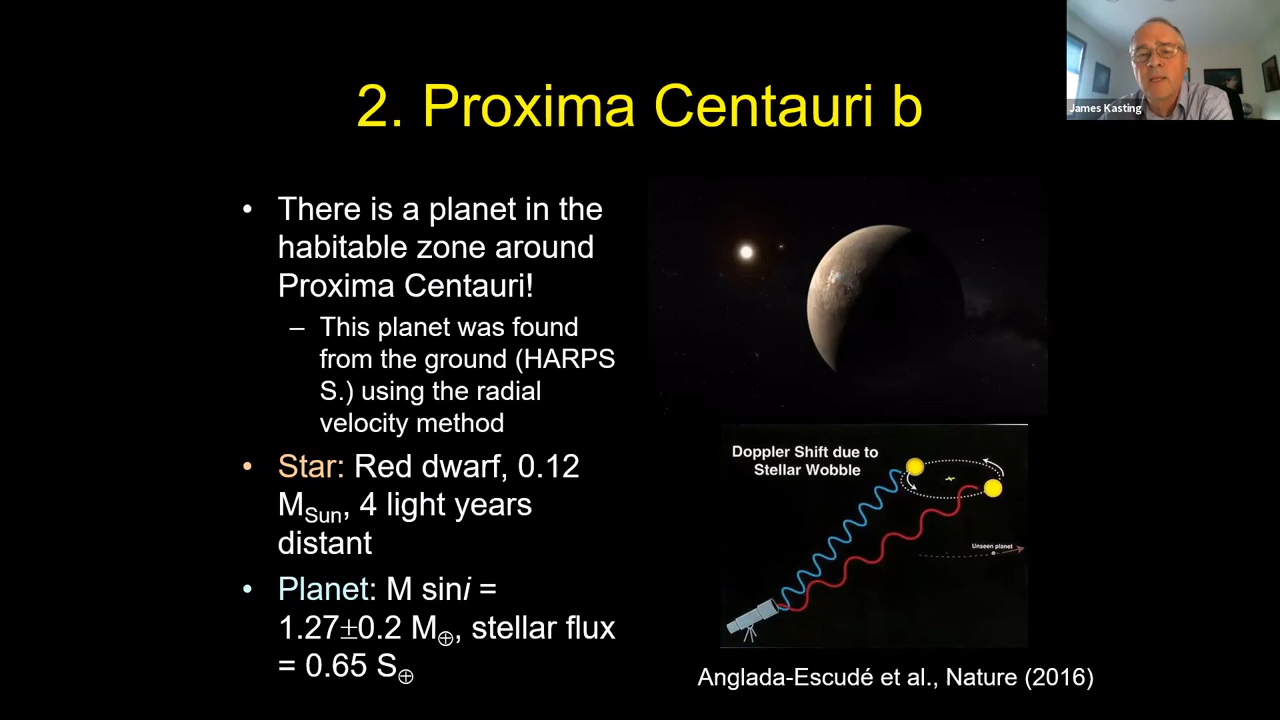 James Kasting
2. Proxima Centauri b
• There is a planet in the
habitable zone around
Proxima Centauri!
– This planet was found
from the ground (HARPS
S.) using the radial
velocity method
• Star: Red dwarf, 0.12
MSun, 4 light years
distant
• Planet: M sini =
1.27±0.2 M⊕, stellar flux
= 0.65 S⊕
Doppler Shift due to
Stellar Wobble
Unseen planet
Anglada-Escudé et al., Nature (2016)